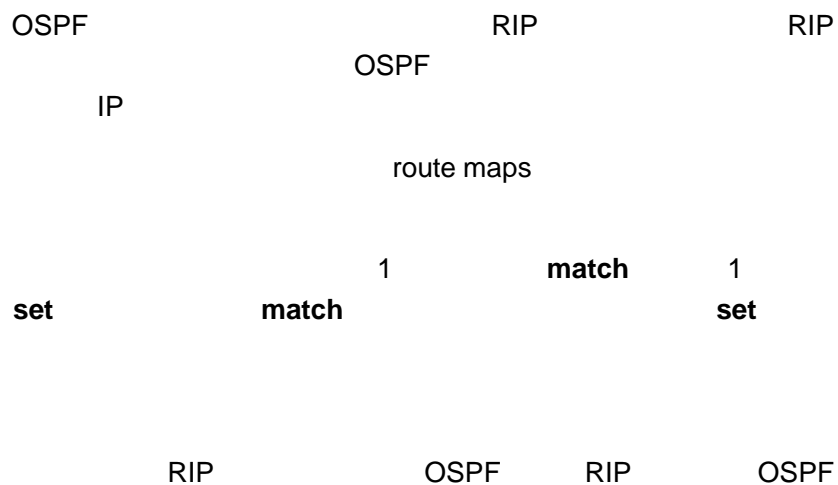 OSPF RIP RIP
OSPF
IP
route maps
1 match 1
set match set
RIP OSPF RIP OSPF